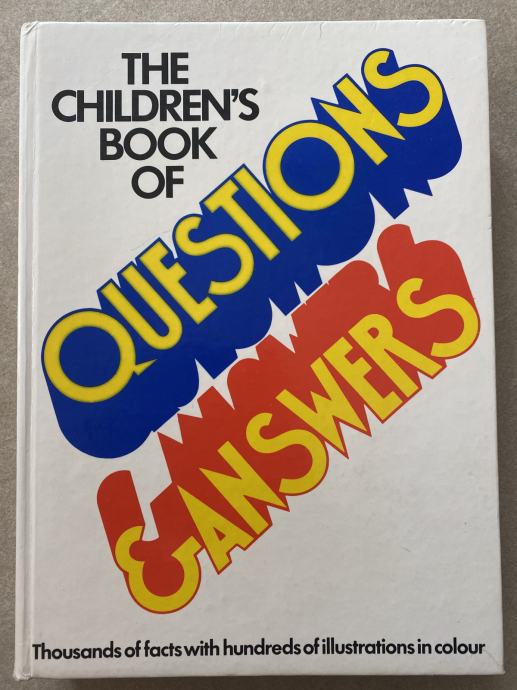 THE
CHILDREN'S
BOOK
OF
QUESTIONS
&ANSWERS
Thousands of facts with hundreds of illustrations in colour